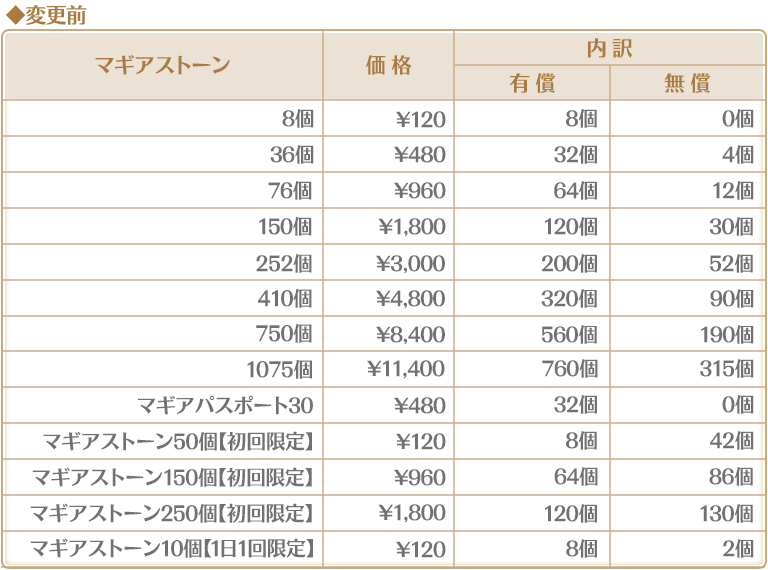 ◆変更前
マギアストーン 価格 内訳
有償 無償
8個 ¥120 8個 0個
36個 ¥480 32個 4個
76個 ¥960 64個 12個
150個 ¥1,800 120個 30個
252個 ¥3,000 200個 52個
410個 ¥4,800 320個 90個
750個 ¥8,400 560個 190個
1075個 ¥11,400 760個 315個
マギアパスポート30 ¥480 32個 0個
マギアストーン50個【初回限定】 ¥120 8個 42個
マギアストーン150個【初回限定】 ¥960 64個 86個
マギアストーン250個【初回限定】 ¥1,800 120個 130個
マギアストーン10個【1日1回限定】 ¥120 8個 2個